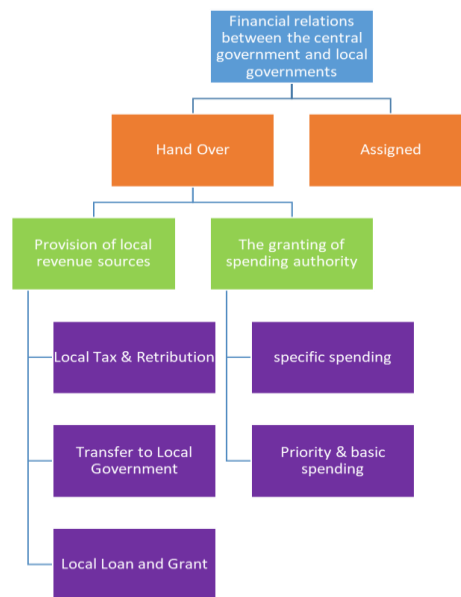 Financial relations
between the central
government and local
governments
Hand Over
Assigned
Provision of local
revenue sources
The granting of
spending authority
Local Tax & Retribution
specific spending
Transfer to Local
Government
Priority & basic
spending
Local Loan and Grant